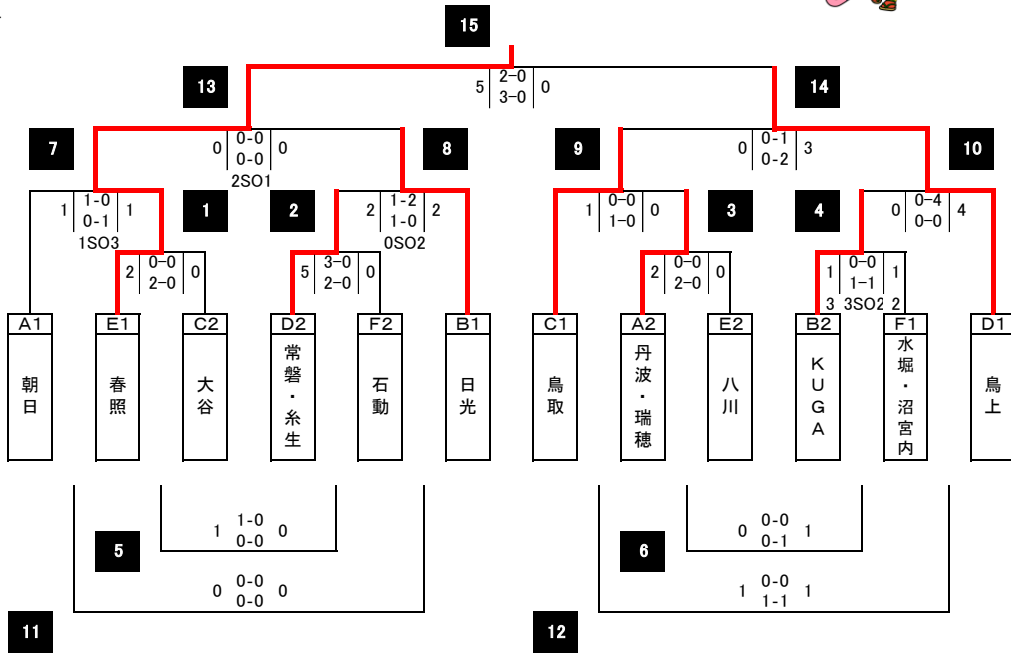 15
13
5 2-0 0
3-0
14
7
0 0-0 0
0-0
2SO1
8
9
0 0-1 3
0-2
10
1 1-0 1
0-1
1SO3
1
2
2 1-2 2
1-0
0SO2
1 0-0 0
1-0
3
4
0 0-4 4
0-0
2 0-0 0
2-0
5 3-0 0
2-0
2 0-0 0
2-0
1 0-0 1
1-1
3 3SO2 2
A1 E1 C2 D2 F2 B1 C1 A2 E2 B2 F1 D1
朝日
春照
大谷
常磐・糸生
石動
日光
鳥取
丹波・瑞穂
八川
KUGA
水堀・沼宮内
鳥上
5
1 1-0 0
0-0
6
0 0-0 1
0-1
0 0-0 0
0-0
1 0-0 1
1-1
11
12